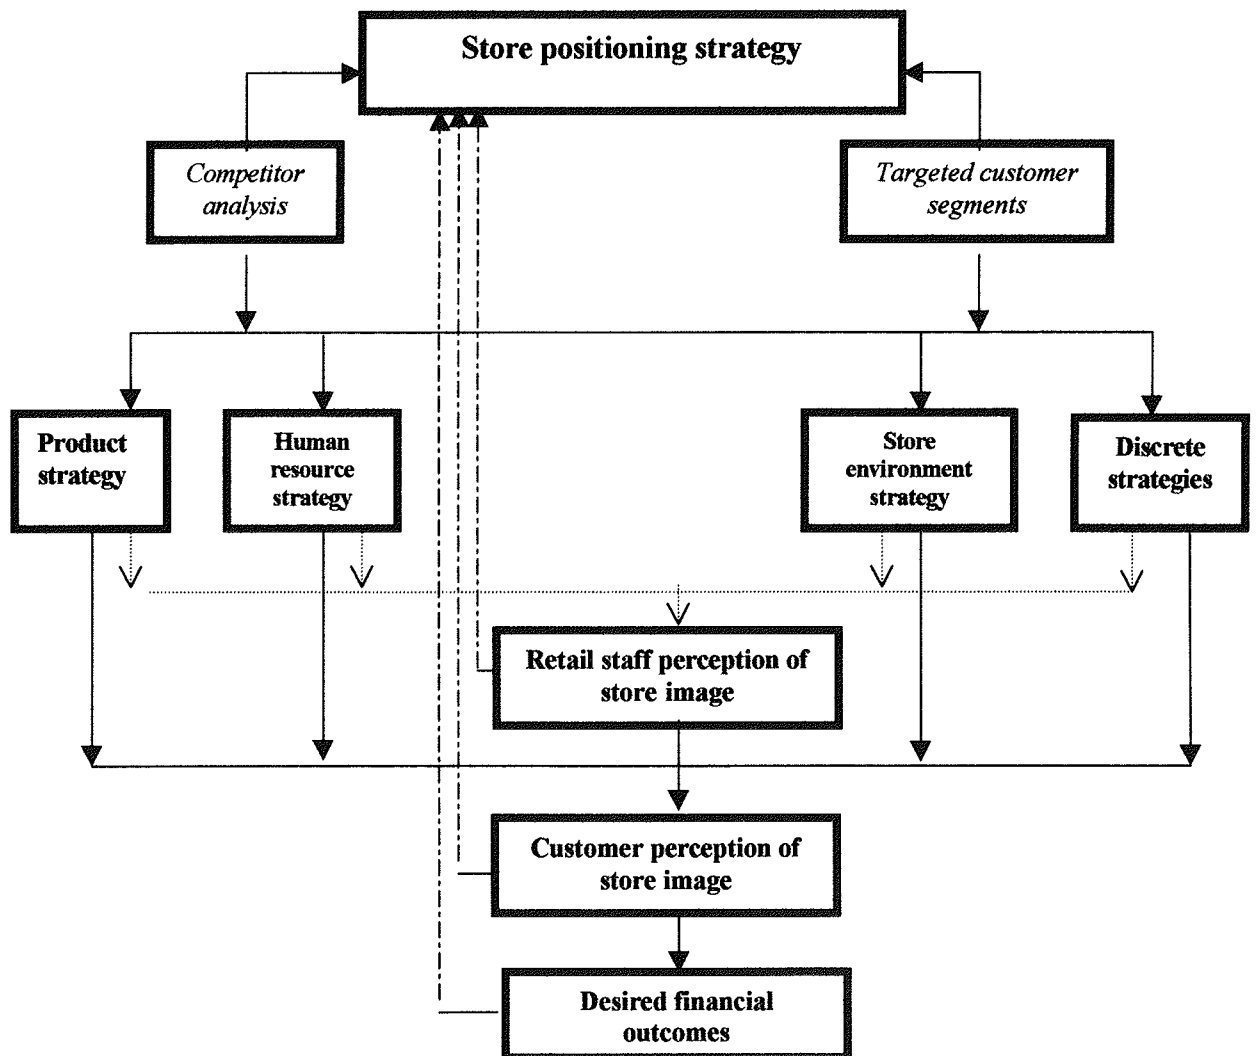 Store positioning strategy
Competitor
analysis
Targeted customer
segments
Product
strategy
Human
resource
strategy
Store
environment
strategy
Discrete
strategies
Retail staff perception of
store image
Customer perception of
store image
Desired financial
outcomes